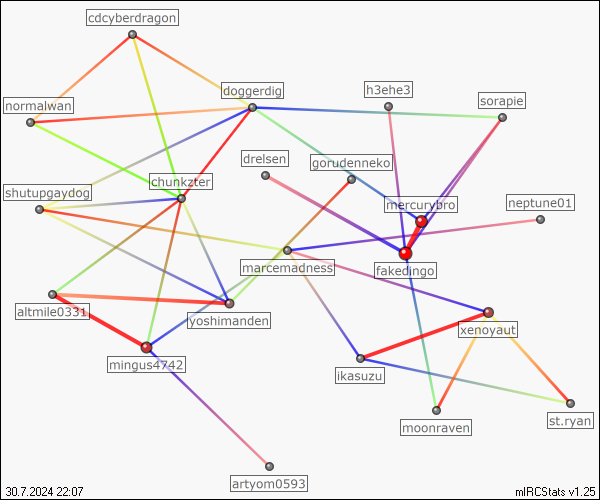 cdcyberdragon
doggerdig
h3ehe3
normalwan
sorapie
drelsen
gorudenneko
chunkzter
shutupgaydog
mercurybro
neptune01
marcemadness
fakedingo
altmile0331
yoshimanden
xenoyaut
mingus4742
ikasuzu
moonraven
st.ryan
artyom0593
30.7.2024 22:07
mIRCStats v1.25